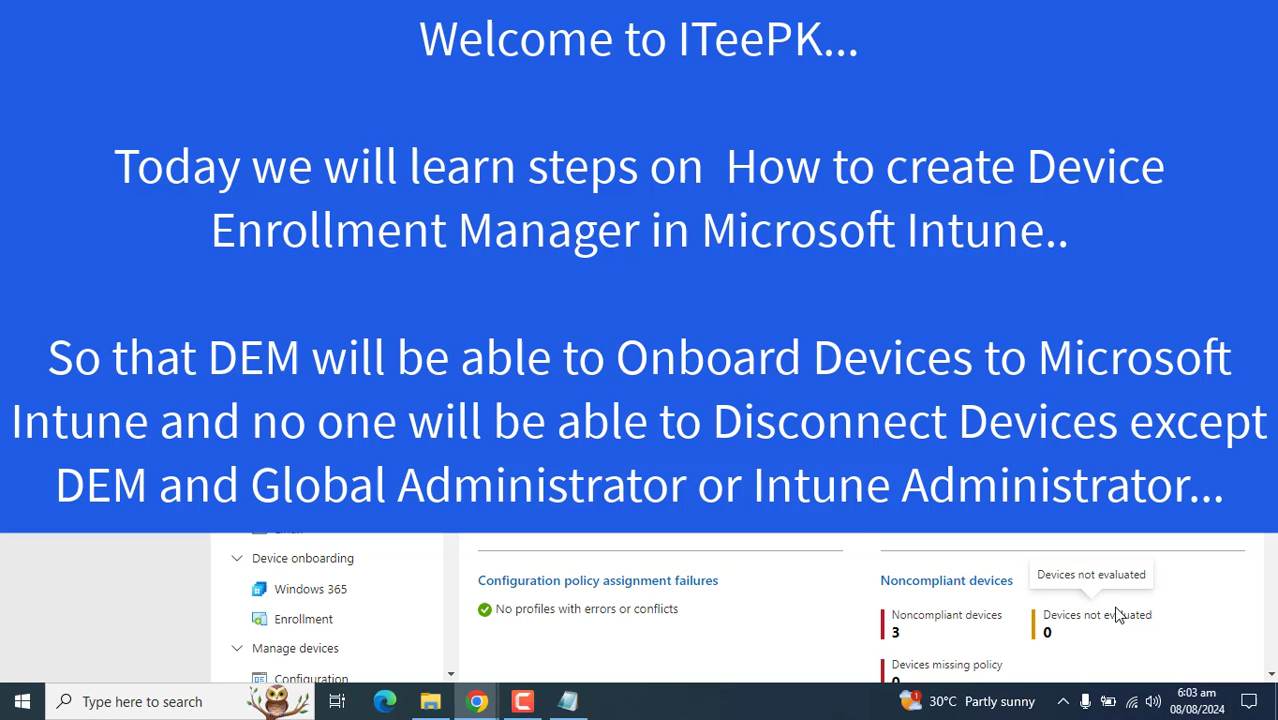 Welcome to ITeePK...
Today we will learn steps on How to create Device
Enrollment Manager in Microsoft Intune..
So that DEM will be able to Onboard Devices to Microsoft
Intune and no one will be able to Disconnect Devices except
DEM and Global Administrator or Intune Administrator...
Device onboarding
Windows 365
Enrollment
Manage devices
Configuration
Configuration policy assignment failures
No profiles with errors or conflicts
Noncompliant devices
Devices not evaluated
Noncompliant devices
3
Devices not evaluated
0
Devices missing policy
0
Type here to search
30°C Partly sunny
6:03 am
08/08/2024